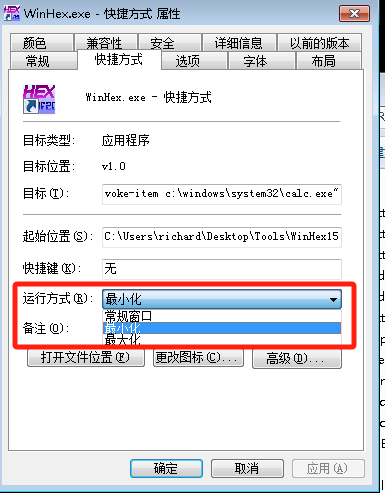 WinHex.exe - 快捷方式 属性
颜色 兼容性 安全 详细信息 以前的版本
常规 快捷方式 选项 字体 布局
WinHex.exe - 快捷方式
目标类型: 应用程序
目标位置: v1.0
目标(T): voke-item c:\windows\system32\calc.exe"
起始位置(S): C:\Users\richard\Desktop\Tools\WinHex15
快捷键(K): 无
运行方式(R): 最小化
常规窗口
备注(O): 最小化
最大化
打开文件位置(F) 更改图标(C)... 高级(D)...
确定 取消 应用(A)